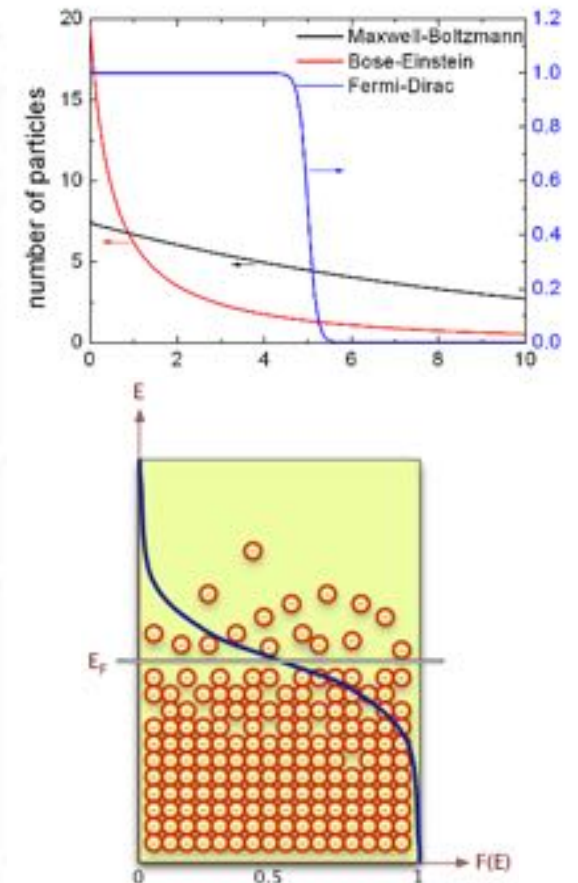 20
15
10
5
0
number of particles
Maxwell-Boltzmann
Bose-Einstein
Fermi-Dirac
1.2
1.0
0.8
0.6
0.4
0.2
0.0
0 2 4 6 8 10
E
E_F
F(E)
0 0.5 1